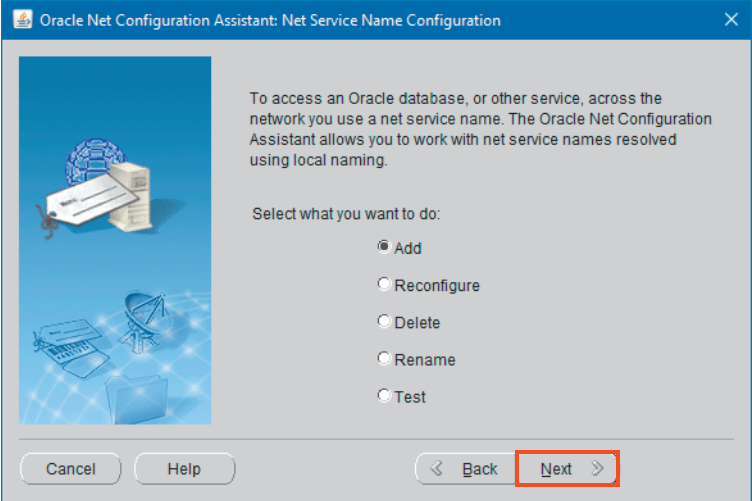 Oracle Net Configuration Assistant: Net Service Name Configuration
To access an Oracle database, or other service, across the
network you use a net service name. The Oracle Net Configuration
Assistant allows you to work with net service names resolved
using local naming.
Select what you want to do:
Add
Reconfigure
Delete
Rename
Test
Cancel
Help
Back
Next